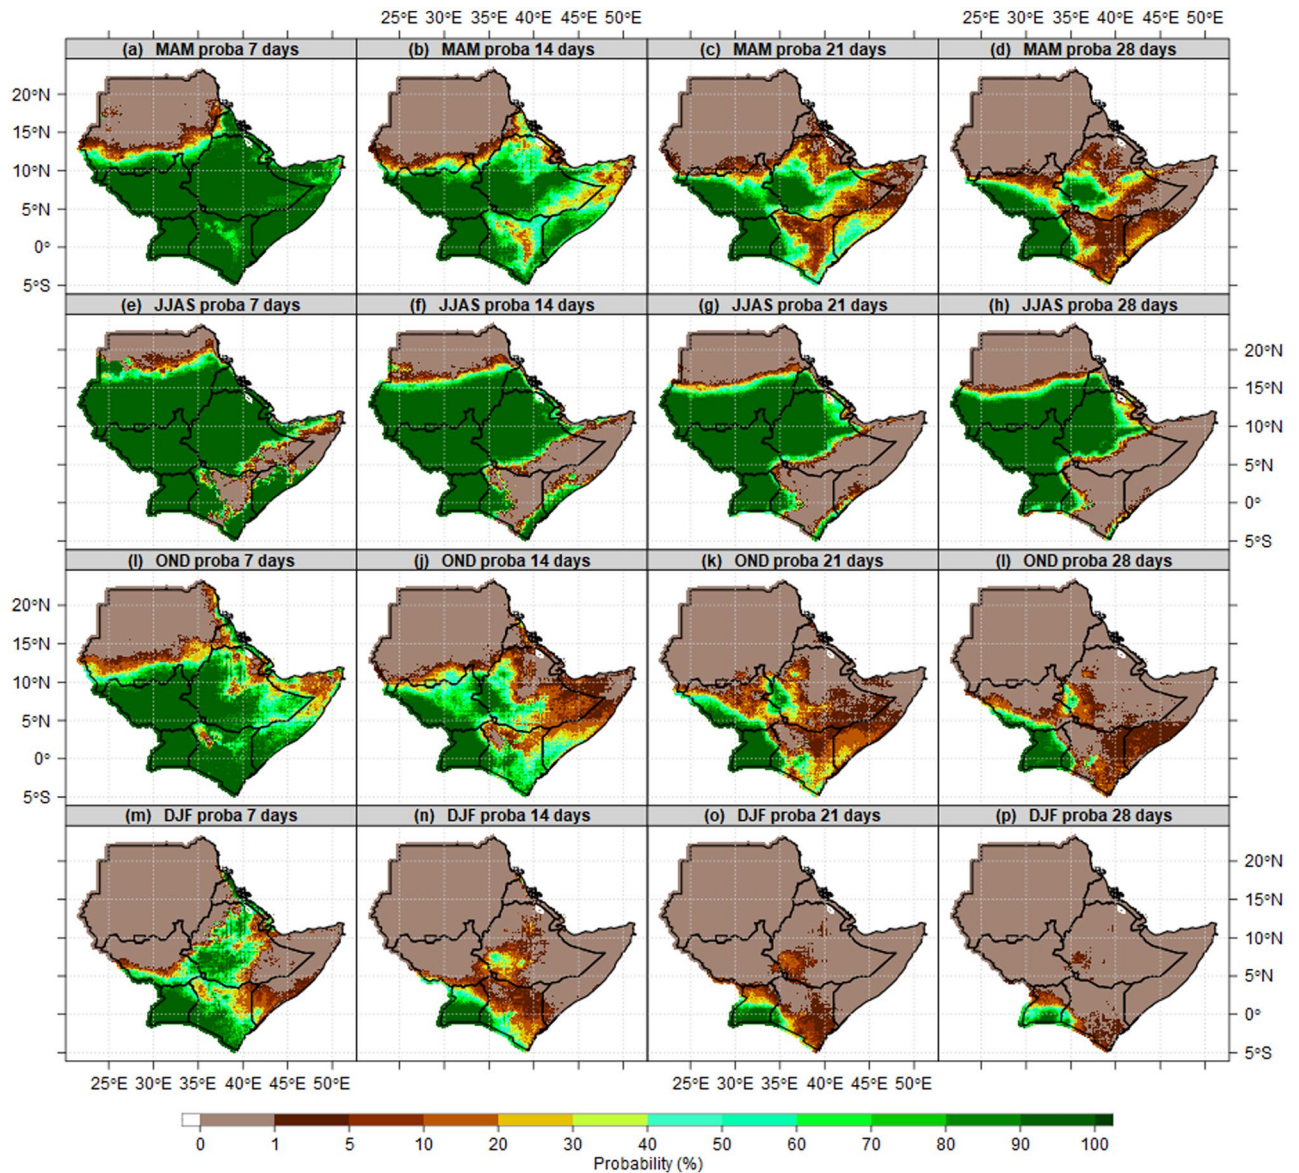 25°E 30°E 35°E 40°E 45°E 50°E 25°E 30°E 35°E 40°E 45°E 50°E
(a) MAM proba 7 days (b) MAM proba 14 days (c) MAM proba 21 days (d) MAM proba 28 days
20°N
15°N
10°N
5°N
0°
5°S
(e) JJAS proba 7 days (f) JJAS proba 14 days (g) JJAS proba 21 days (h) JJAS proba 28 days
20°N
15°N
10°N
5°N
0°
5°S
(I) OND proba 7 days (j) OND proba 14 days (k) OND proba 21 days (l) OND proba 28 days
20°N
15°N
10°N
5°N
0°
5°S
(m) DJF proba 7 days (n) DJF proba 14 days (o) DJF proba 21 days (p) DJF proba 28 days
20°N
15°N
10°N
5°N
0°
5°S
25°E 30°E 35°E 40°E 45°E 50°E 25°E 30°E 35°E 40°E 45°E 50°E
0 1 5 10 20 30 40 50 60 70 80 90 100
Probability (%)